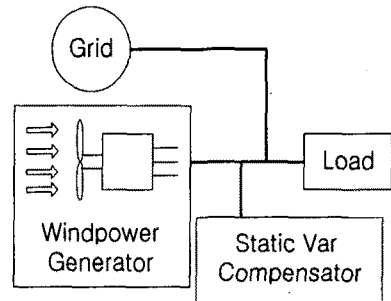 Grid
Windpower
Generator
Load
Static Var
Compensator